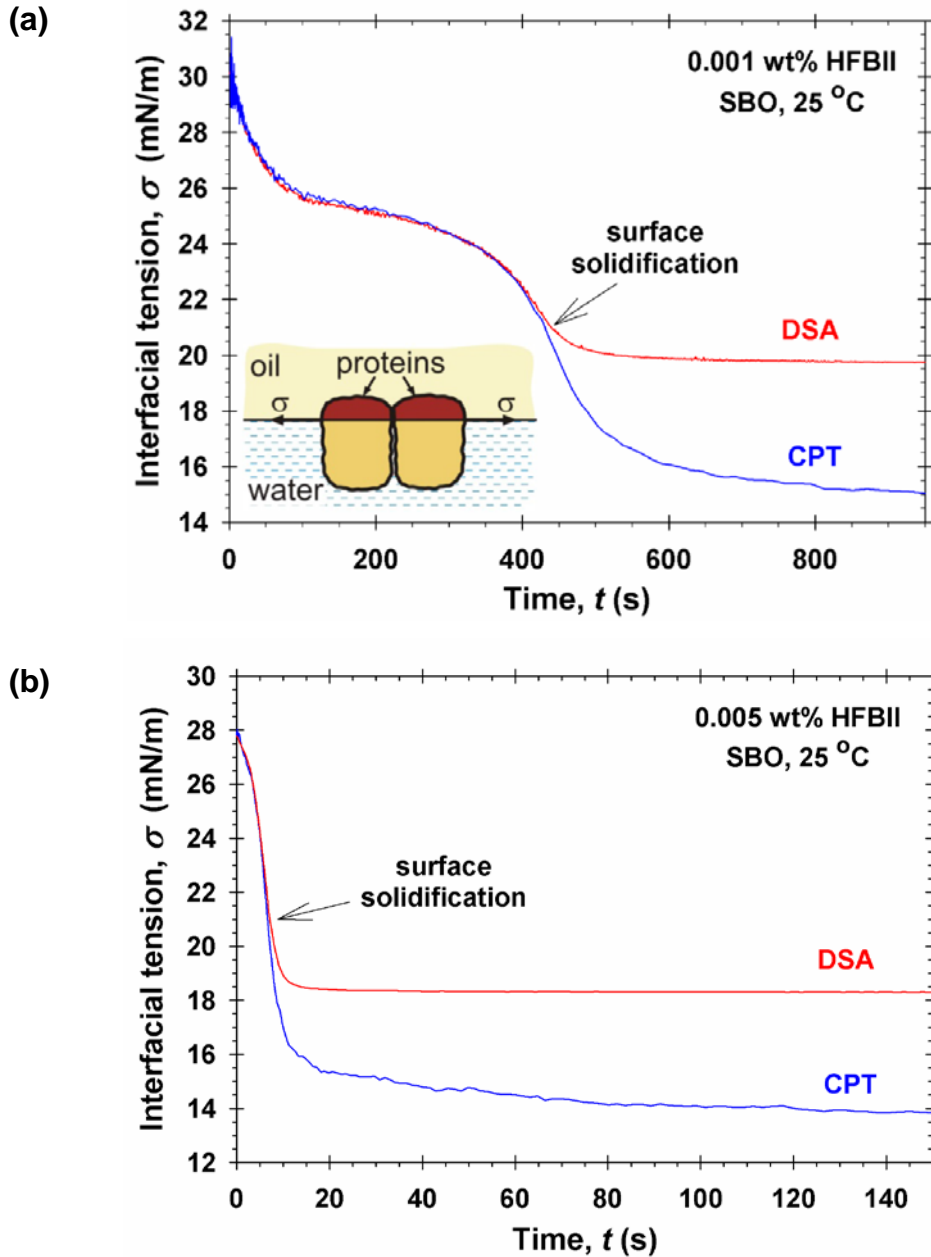 (a)
32
30
28
26
24
22
20
18
16
14
Interfacial tension, σ (mN/m)
0.001 wt% HFBII
SBO, 25 °C
surface
solidification
DSA
CPT
oil
proteins
σ
σ
water
0
200
400
600
800
Time, t (s)
(b)
30
28
26
24
22
20
18
16
14
12
Interfacial tension, σ (mN/m)
0.005 wt% HFBII
SBO, 25 °C
surface
solidification
DSA
CPT
0
20
40
60
80
100
120
140
Time, t (s)